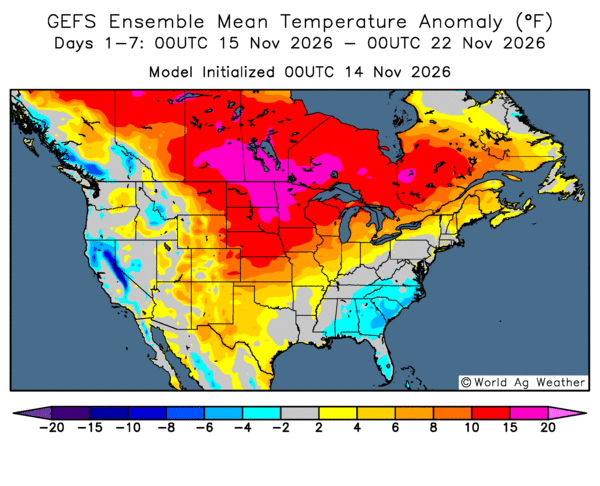 GEFS Ensemble Mean Temperature Anomaly (°F)
Days 1-7: 00UTC 15 Nov 2026 - 00UTC 22 Nov 2026
Model Initialized 00UTC 14 Nov 2026
©World Ag Weather
-20 -15 -10 -8 -6 -4 -2 2 4 6 8 10 15 20